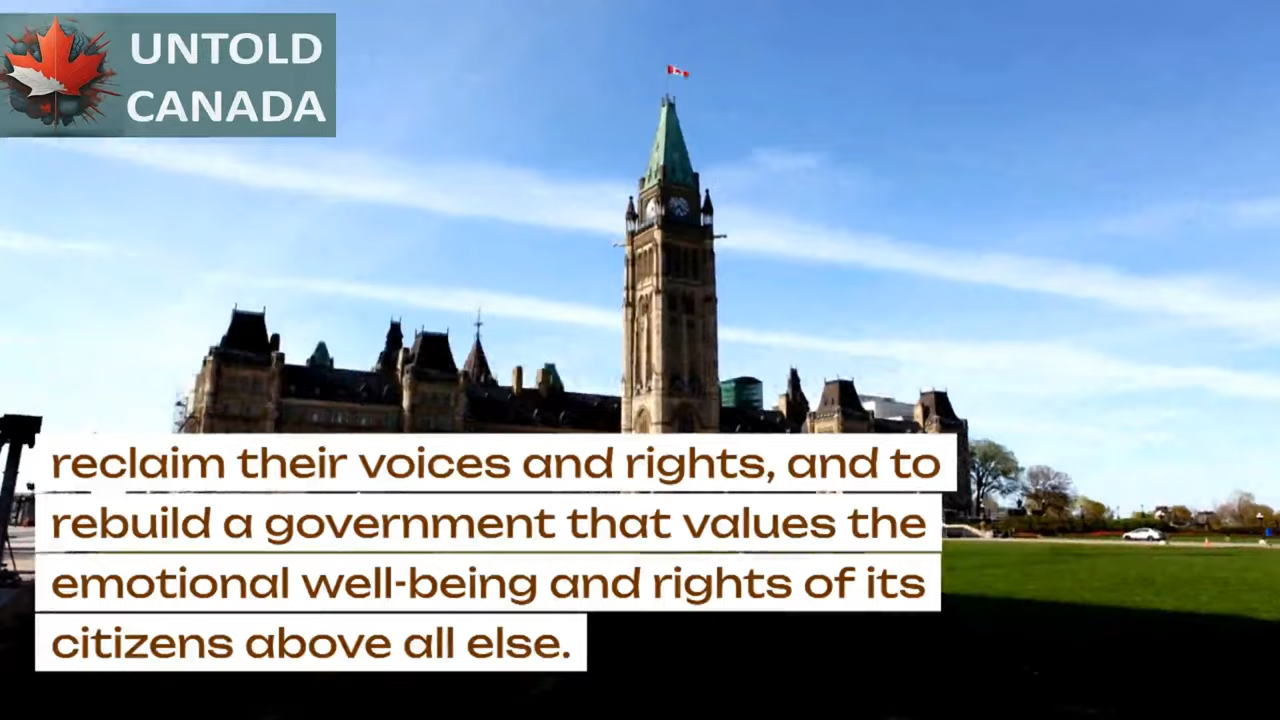 UNTOLD
CANADA
reclaim their voices and rights, and to
rebuild a government that values the
emotional well-being and rights of its
citizens above all else.